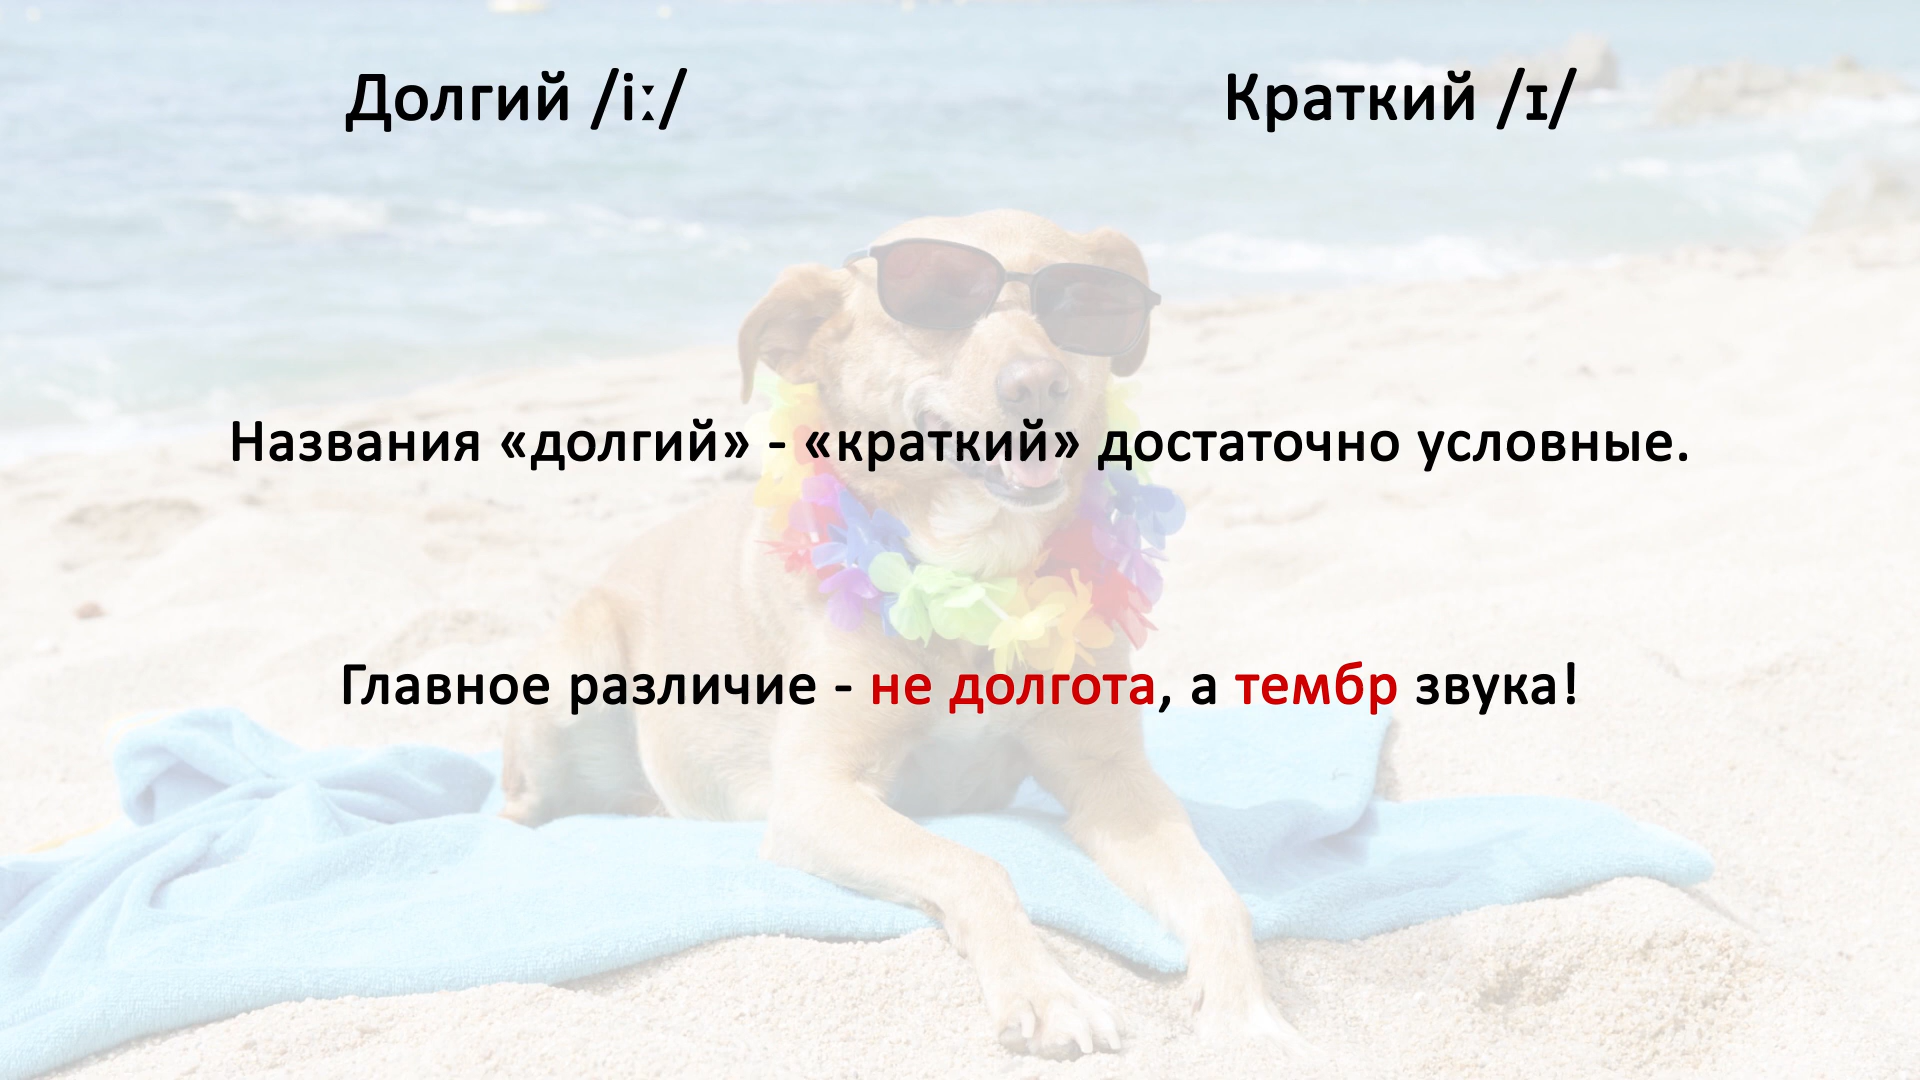 Долгий /iː/
Краткий /ɪ/
Названия «долгий» - «краткий» достаточно условные.
Главное различие - не долгота, а тембр звука!